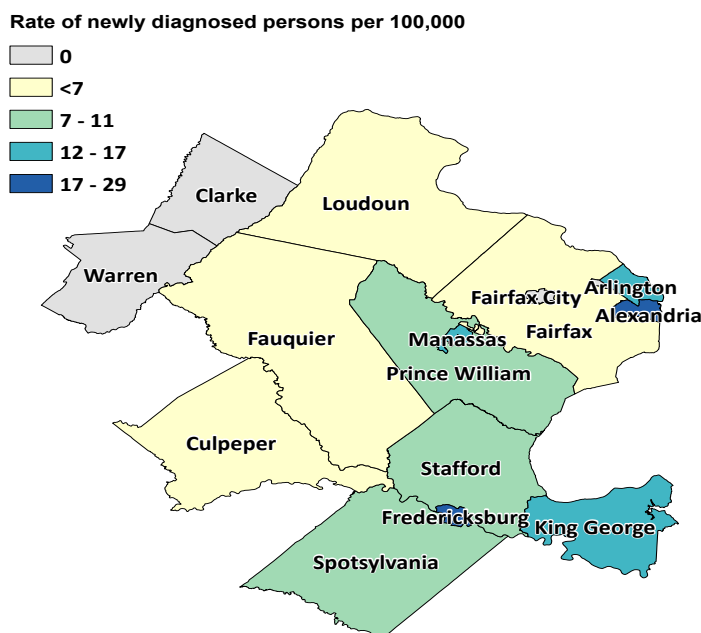 Rate of newly diagnosed persons per 100,000
0
<7
7 - 11
12 - 17
17 - 29
Clarke
Loudoun
Warren
Fairfax City
Arlington
Alexandria
Fairfax
Fauquier
Manassas
Prince William
Culpeper
Stafford
Fredericksburg
King George
Spotsylvania